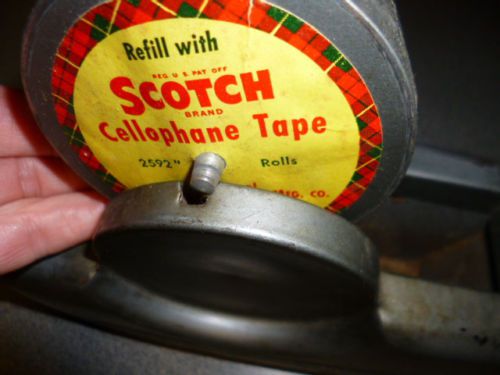 Refill with
REG. U.S. PAT. OFF.
SCOTCH
BRAND
Cellophane Tape
2592" Rolls
MFG. CO.